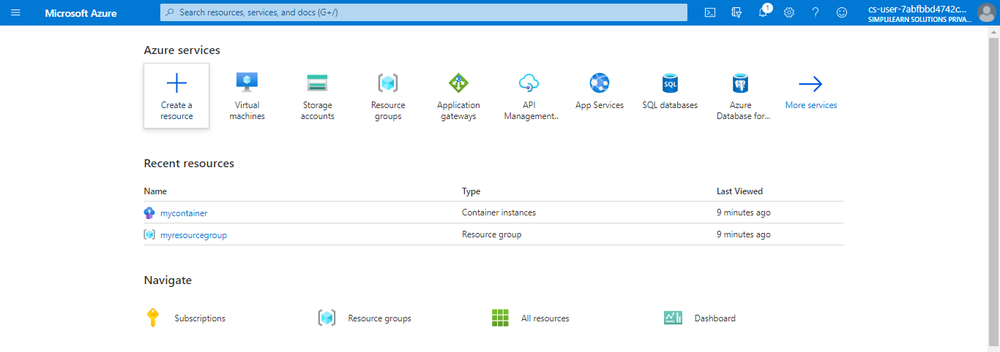 Microsoft Azure
Search resources, services, and docs (G+/)
1
cs-user-7abfbbd4742c...
SIMPLILEARN SOLUTIONS PRIVA...
Azure services
Create a resource
Virtual machines
Storage accounts
Resource groups
Application gateways
API Management..
App Services
SQL databases
Azure Database for...
More services
Recent resources
Name Type Last Viewed
mycontainer Container instances 9 minutes ago
myresourcegroup Resource group 9 minutes ago
Navigate
Subscriptions Resource groups All resources Dashboard